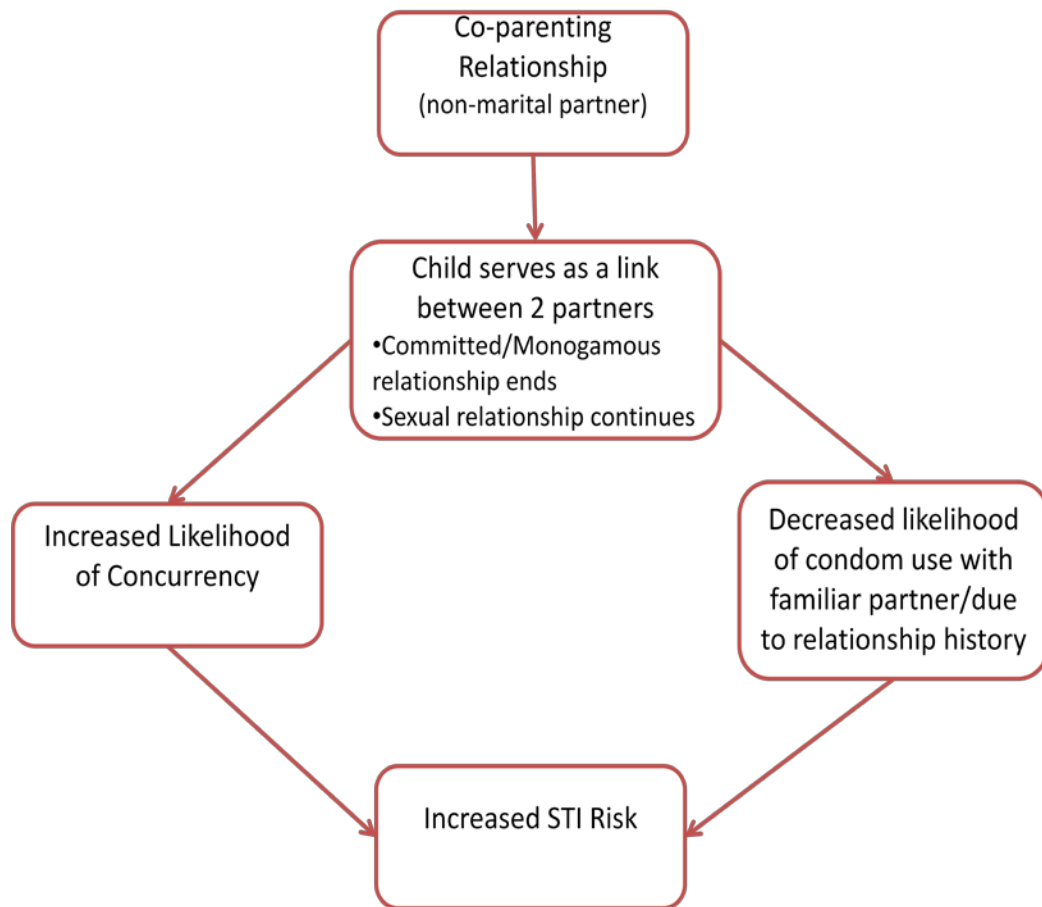 Co-parenting
Relationship
(non-marital partner)
Child serves as a link
between 2 partners
•Committed/Monogamous
relationship ends
•Sexual relationship continues
Increased Likelihood
of Concurrency
Decreased likelihood
of condom use with
familiar partner/due
to relationship history
Increased STI Risk